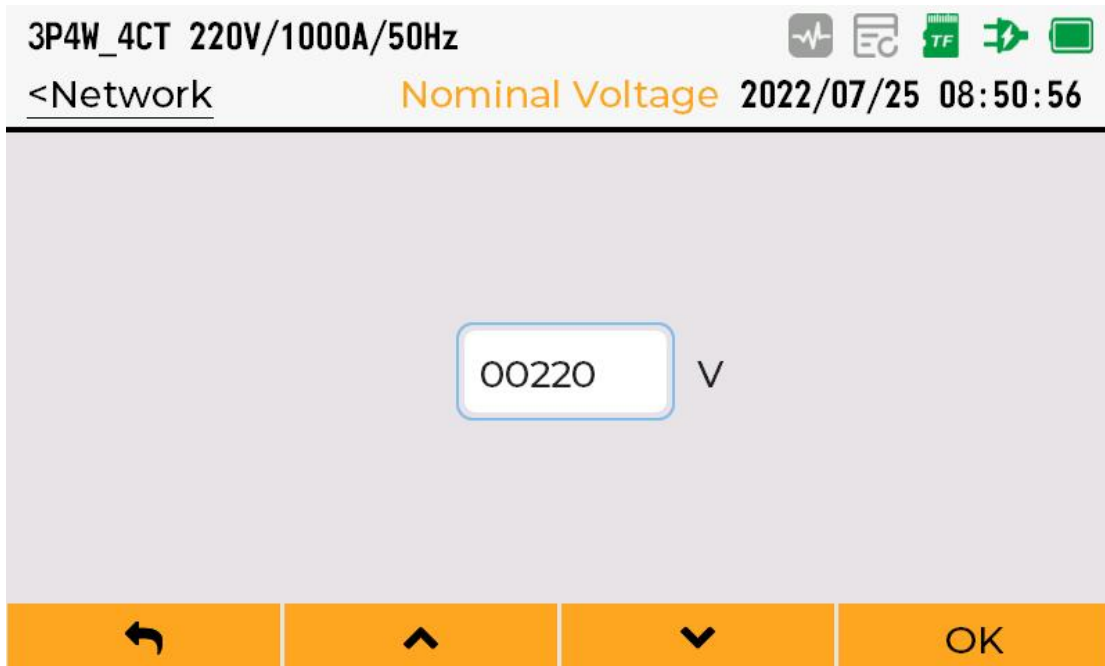 3P4W_4CT 220V/1000A/50Hz
TF
<Network Nominal Voltage 2022/07/25 08:50:56
00220 V
OK